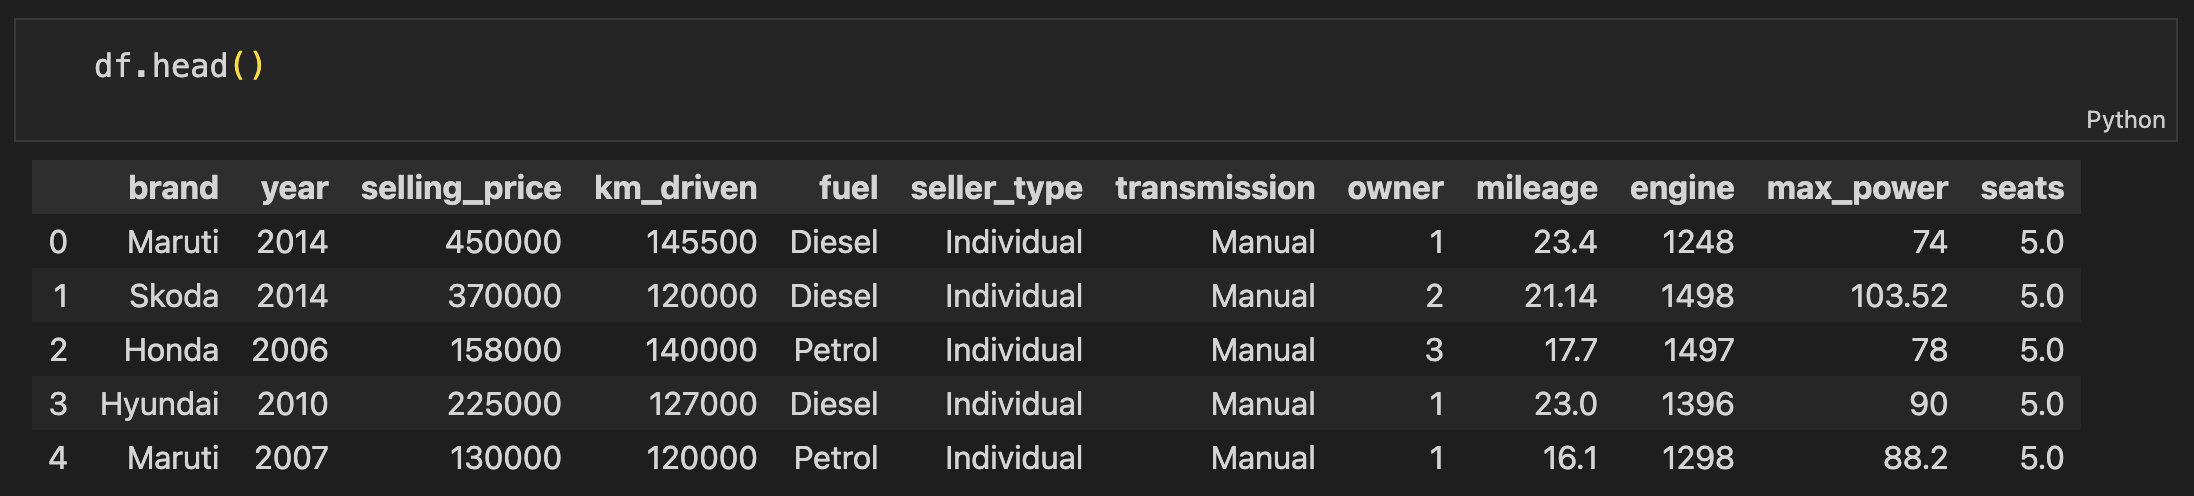 df.head()
Python
brand year selling_price km_driven fuel seller_type transmission owner mileage engine max_power seats
0 Maruti 2014 450000 145500 Diesel Individual Manual 1 23.4 1248 74 5.0
1 Skoda 2014 370000 120000 Diesel Individual Manual 2 21.14 1498 103.52 5.0
2 Honda 2006 158000 140000 Petrol Individual Manual 3 17.7 1497 78 5.0
3 Hyundai 2010 225000 127000 Diesel Individual Manual 1 23.0 1396 90 5.0
4 Maruti 2007 130000 120000 Petrol Individual Manual 1 16.1 1298 88.2 5.0